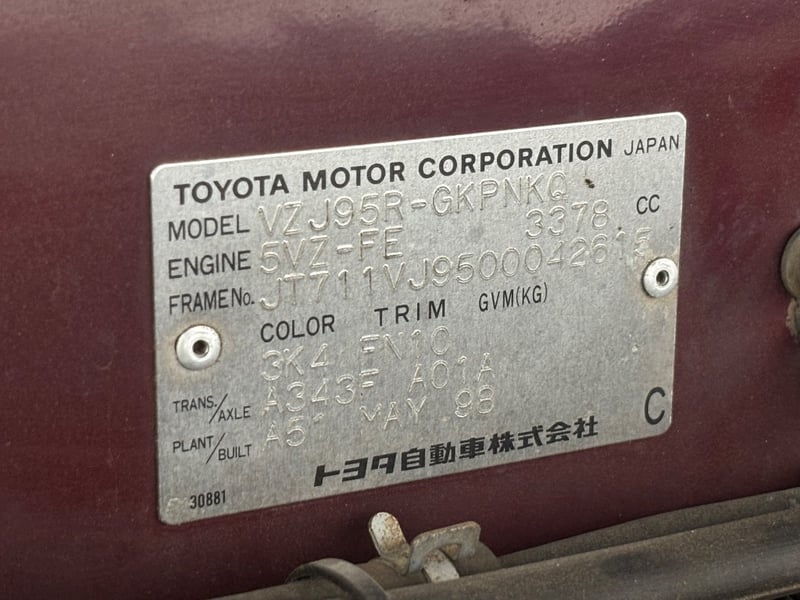 TOYOTA MOTOR CORPORATION JAPAN
MODEL VZJ95R-GKPNKQ
ENGINE 5VZ-FE 3378 CC
FRAME No. JT711VJ9500042615
COLOR TRIM GVM(KG)
3K4 FN10
TRANS./AXLE A343F A01A
PLANT/BUILT A5 MAY 98
C
トヨタ自動車株式会社
30881